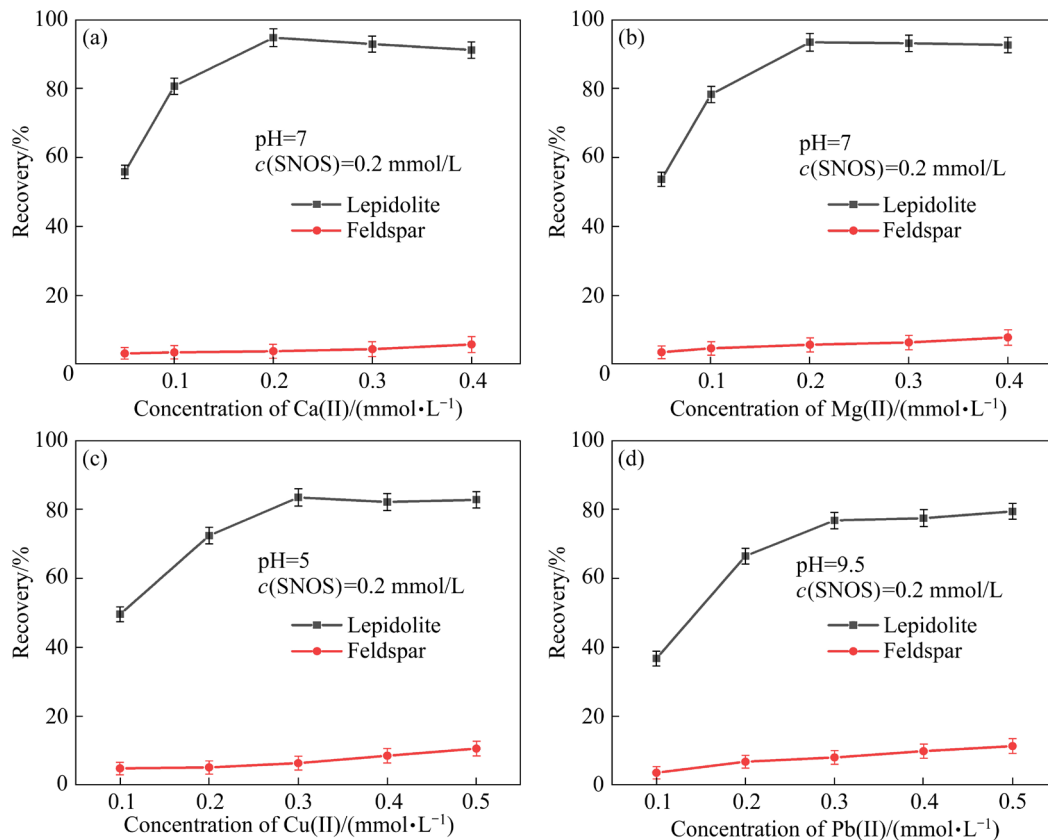 (a)
100
80
60
40
20
0
Recovery/%
pH=7
c(SNOS)=0.2 mmol/L
Lepidolite
Feldspar
0.1 0.2 0.3 0.4
Concentration of Ca(II)/(mmol·L⁻¹)
(b)
100
80
60
40
20
0
Recovery/%
pH=7
c(SNOS)=0.2 mmol/L
Lepidolite
Feldspar
0.1 0.2 0.3 0.4
Concentration of Mg(II)/(mmol·L⁻¹)
(c)
100
80
60
40
20
0
Recovery/%
pH=5
c(SNOS)=0.2 mmol/L
Lepidolite
Feldspar
0.1 0.2 0.3 0.4 0.5
Concentration of Cu(II)/(mmol·L⁻¹)
(d)
100
80
60
40
20
0
Recovery/%
pH=9.5
c(SNOS)=0.2 mmol/L
Lepidolite
Feldspar
0.1 0.2 0.3 0.4 0.5
Concentration of Pb(II)/(mmol·L⁻¹)